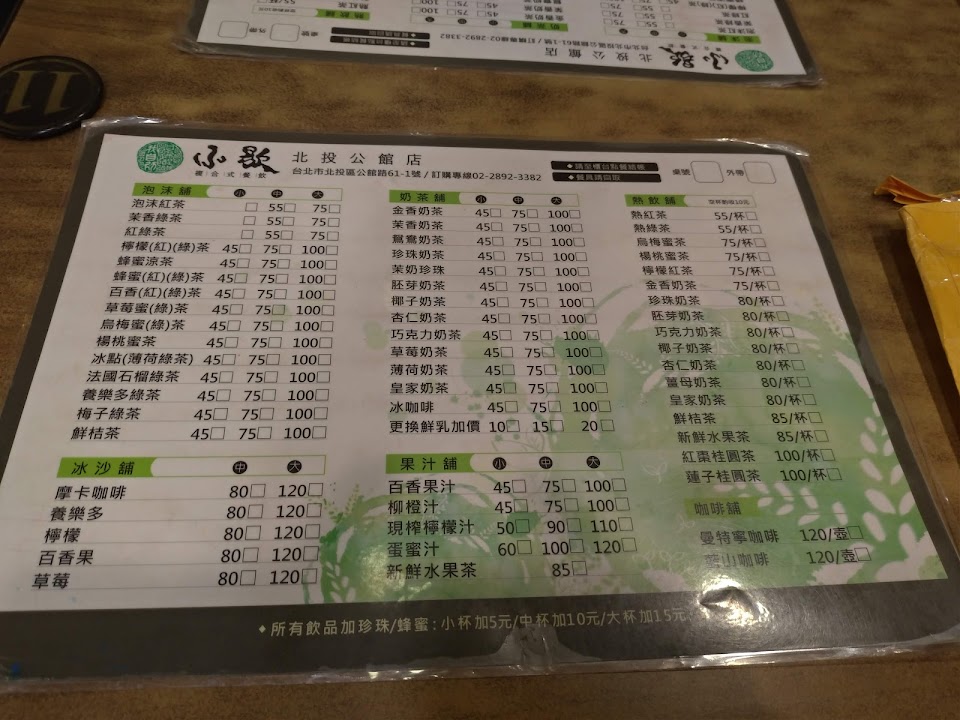 小歇 北投公館店
複合式餐飲 台北市北投區公館路61-1號/訂購專線02-2892-3382
◆請至櫃台點餐結帳
◆餐具請自取
桌號 外帶
泡沫舖 小 中 大
泡沫紅茶 55 75
茉香綠茶 55 75
紅綠茶 55 75
檸檬(紅)(綠)茶 45 75 100
蜂蜜涼茶 45 75 100
蜂蜜(紅)(綠)茶 45 75 100
百香(紅)(綠)茶 45 75 100
草莓蜜(綠)茶 45 75 100
烏梅蜜(綠)茶 45 75 100
楊桃蜜茶 45 75 100
冰點(薄荷綠茶) 45 75 100
法國石榴綠茶 45 75 100
養樂多綠茶 45 75 100
梅子綠茶 45 75 100
鮮桔茶 45 75 100
冰沙舖 中 大
摩卡咖啡 80 120
養樂多 80 120
檸檬 80 120
百香果 80 120
草莓 80 120
奶茶舖 小 中 大
金香奶茶 45 75 100
茉香奶茶 45 75 100
鴛鴦奶茶 45 75 100
珍珠奶茶 45 75 100
茉奶珍珠 45 75 100
胚芽奶茶 45 75 100
椰子奶茶 45 75 100
杏仁奶茶 45 75 100
巧克力奶茶 45 75 100
草莓奶茶 45 75 100
薄荷奶茶 45 75 100
皇家奶茶 45 75 100
冰咖啡 45 75 100
更換鮮乳加價 10 15 20
果汁舖 小 中 大
百香果汁 45 75 100
柳橙汁 45 75 100
現榨檸檬汁 50 90 110
蛋蜜汁 60 100 120
新鮮水果茶 85
熱飲舖
熱紅茶 55/杯
熱綠茶 55/杯
烏梅蜜茶 75/杯
楊桃蜜茶 75/杯
檸檬紅茶 75/杯
金香奶茶 75/杯
珍珠奶茶 80/杯
胚芽奶茶 80/杯
巧克力奶茶 80/杯
椰子奶茶 80/杯
杏仁奶茶 80/杯
薑母奶茶 80/杯
皇家奶茶 80/杯
鮮桔茶 85/杯
新鮮水果茶 85/杯
紅棗桂圓茶 100/杯
蓮子桂圓茶 100/杯
咖啡舖
曼特寧咖啡 120/壺
藍山咖啡 120/壺
◆所有飲品加珍珠/蜂蜜:小杯加5元/中杯加10元/大杯加15元
11